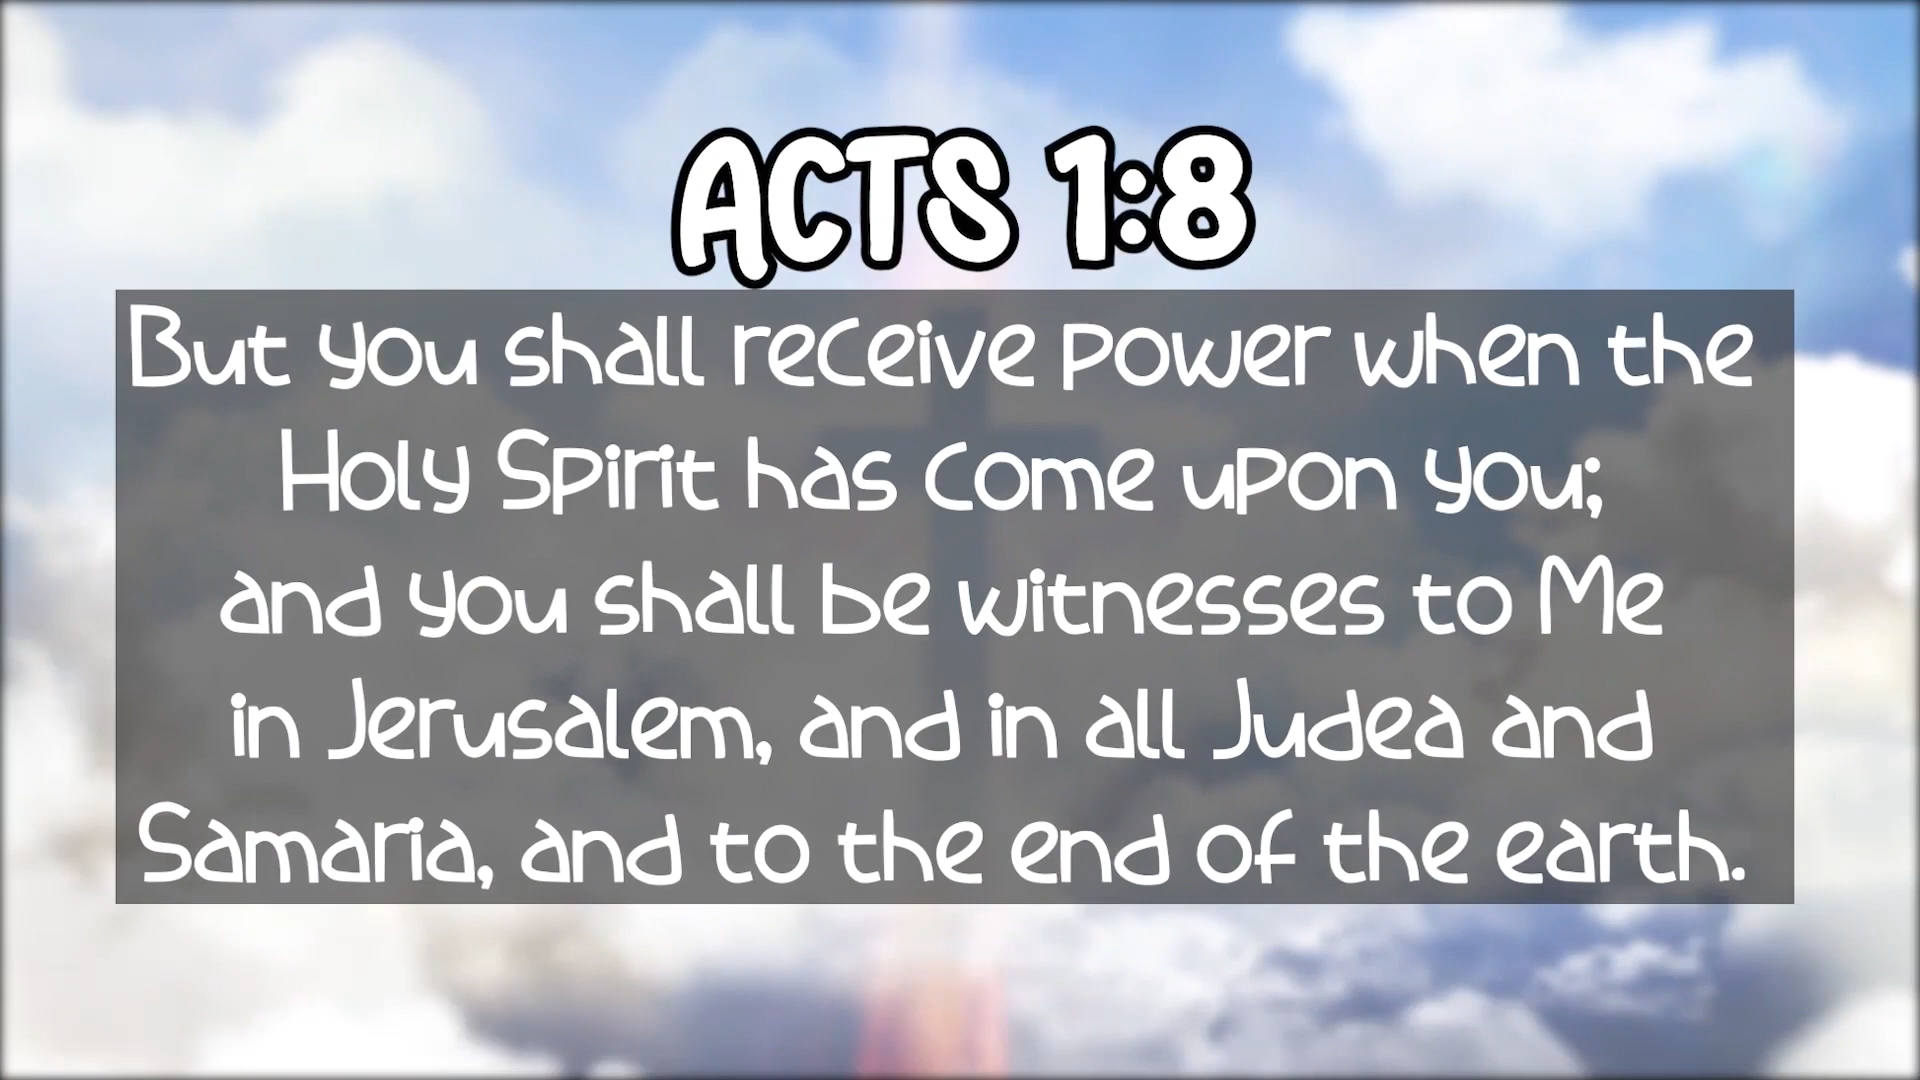 ACTS 1:8
But you shall receive power when the
Holy Spirit has come upon you;
and you shall be witnesses to Me
in Jerusalem, and in all Judea and
Samaria, and to the end of the earth.